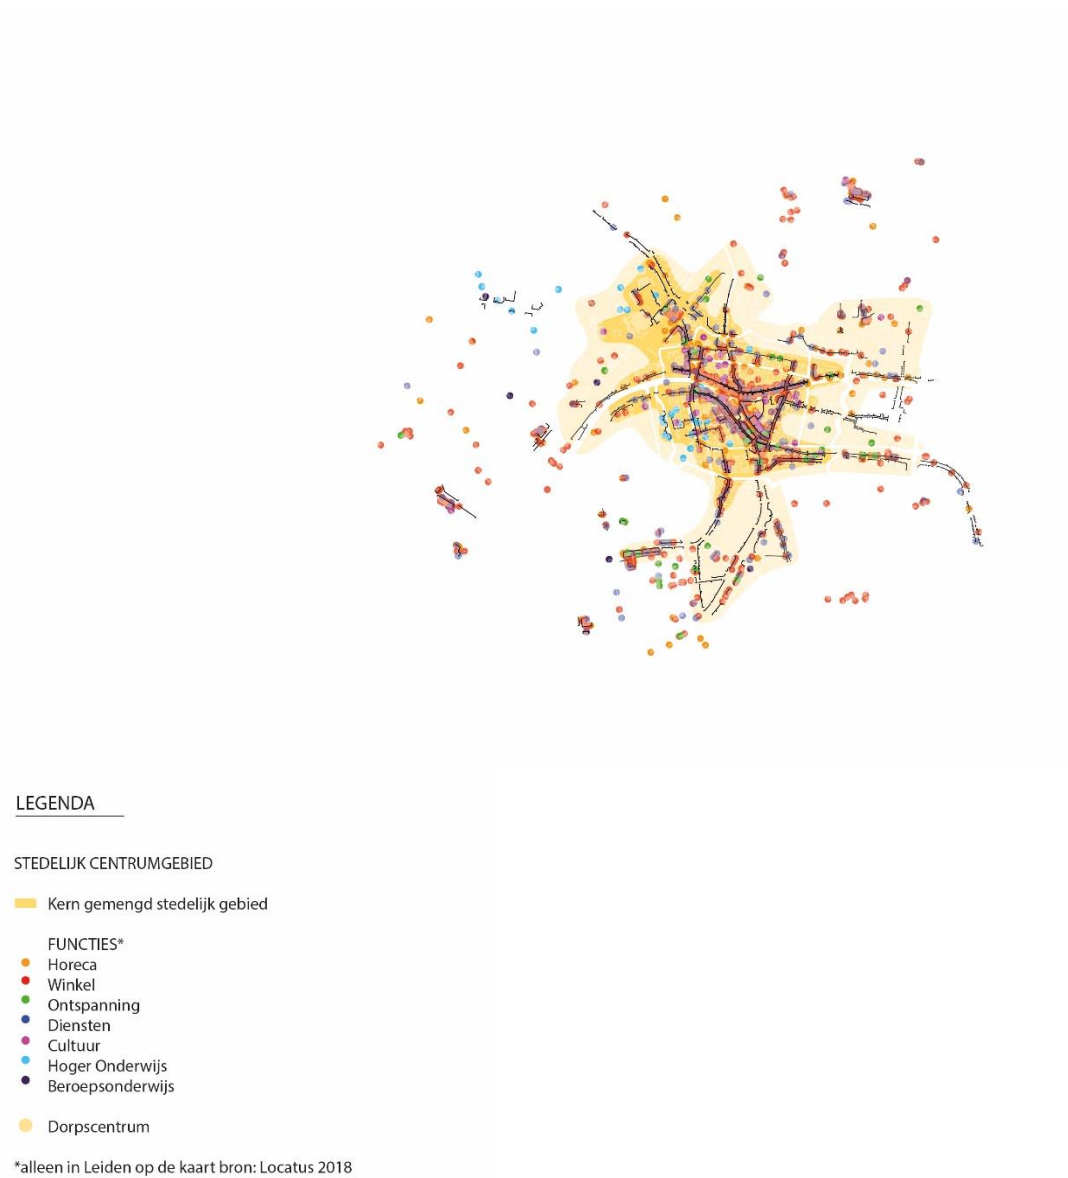 LEGENDA
STEDELIJK CENTRUMGEBIED
Kern gemengd stedelijk gebied
FUNCTIES*
Horeca
Winkel
Ontspanning
Diensten
Cultuur
Hoger Onderwijs
Beroepsonderwijs
Dorpscentrum
*alleen in Leiden op de kaart bron: Locatus 2018